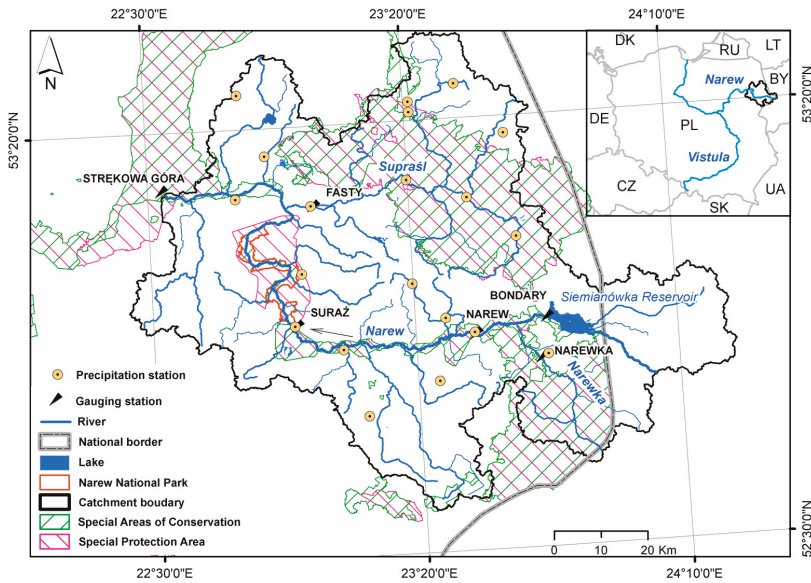 22°30'0"E
23°20'0"E
24°10'0"E
N
DK
RU
LT
Narew
BY
DE
PL
Vistula
CZ
UA
SK
53°20'0"N
53°20'0"N
STRĘKOWA GÓRA
Supraśl
FASTY
BONDARY
Siemianówka Reservoir
SURAŻ
Narew
NAREW
NAREWKA
Narewka
Precipitation station
Gauging station
River
National border
Lake
Narew National Park
Catchment boudary
Special Areas of Conservation
Special Protection Area
0 10 20 Km
52°30'0"N
22°30'0"E
23°20'0"E
24°10'0"E